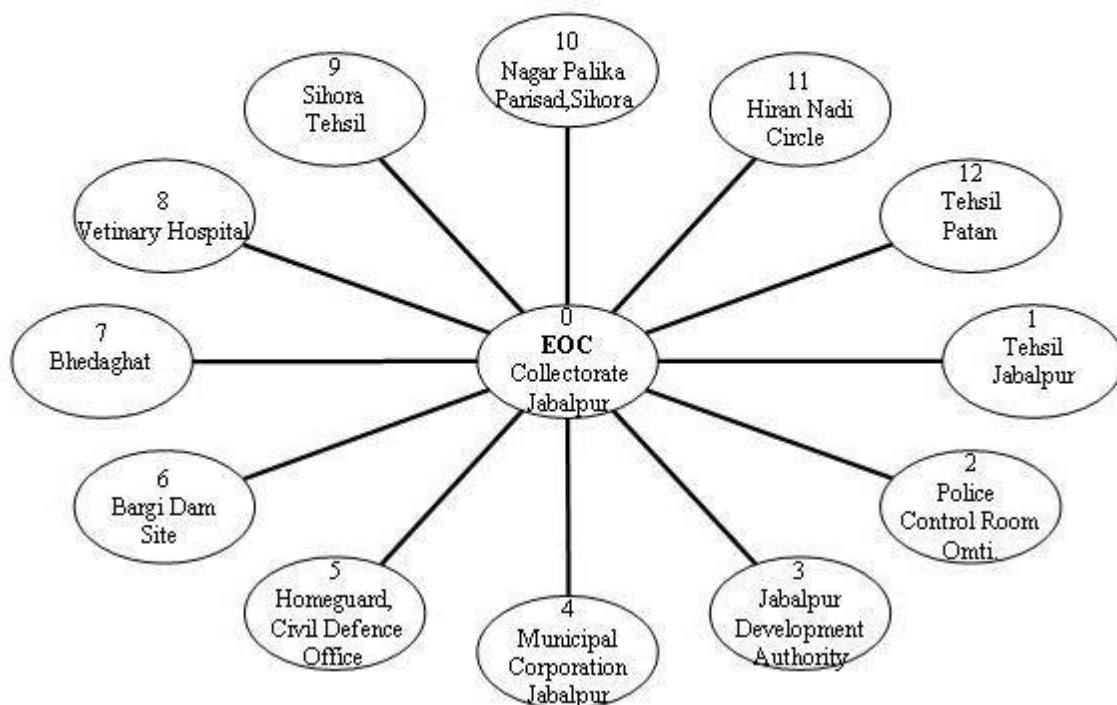 10
Nagar Palika
Parisad,Sihora
9
Sihora
Tehsil
11
Hiran Nadi
Circle
8
Vetinary Hospital
12
Tehsil
Patan
7
Bhedaghat
0
EOC
Collectorate
Jabalpur
1
Tehsil
Jabalpur
6
Bargi Dam
Site
2
Police
Control Room
Omti.
5
Homeguard,
Civil Defence
Office
4
Municipal
Corporation
Jabalpur
3
Jabalpur
Development
Authority